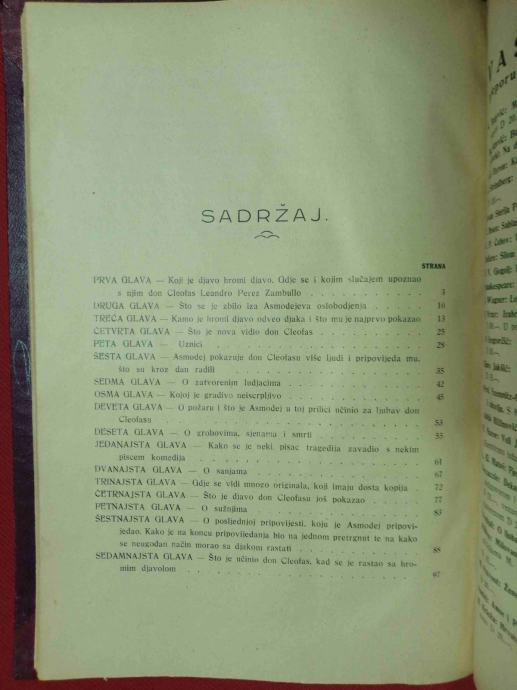 SADRŽAJ.
STRANA
PRVA GLAVA — Koji je djavo hromi djavo. Gdje se i kojim slučajem upoznao
s njim don Cleofas Leandro Perez Zambullo . . . . . . . . . . 3
DRUGA GLAVA — Što se je zbilo iza Asmodejeva oslobodjenja . . . . . 10
TREĆA GLAVA — Kamo je hromi djavo odveo djaka i što mu je najprvo pokazao 13
ČETVRTA GLAVA — Što je nova vidio don Cleofas . . . . . . . . 25
PETA GLAVA — Uznici . . . . . . . . . . . . . . . 28
ŠESTA GLAVA — Asmodej pokazuje don Cleofasu više ljudi i pripovijeda mu,
što su kroz dan radili . . . . . . . . . . . . . . . 35
SEDMA GLAVA — O zatvorenim ludjacima . . . . . . . . . . 42
OSMA GLAVA — Kojoj je gradivo neiscrpljivo . . . . . . . . . . 45
DEVETA GLAVA — O požaru i što je Asmodej u toj prilici učinio za ljubav don
Cleofasu . . . . . . . . . . . . . . . . . . 53
DESETA GLAVA — O grobovima, sjenama i smrti . . . . . . . . 55
JEDANAJSTA GLAVA — Kako se je neki pisac tragedija zavadio s nekim
piscem komedija . . . . . . . . . . . . . . . . 61
DVANAJSTA GLAVA — O sanjama . . . . . . . . . . . . 67
TRINAJSTA GLAVA — Gdje se vidi mnogo originala, koji imaju dosta kopija . 72
ČETRNAJSTA GLAVA — Što je djavo don Cleofasu još pokazao . . . . . 77
PETNAJSTA GLAVA — O sužnjima . . . . . . . . . . . . 83
ŠESTNAJSTA GLAVA — O posljednjoj pripovijesti, koju je Asmodej pripovi-
jedao. Kako je na koncu pripovijedanja bio na jednom pretrgnut te na kako
se neugodan način morao sa djakom rastati . . . . . . . . . 88
SEDAMNAJSTA GLAVA — Što je učinio don Cleofas, kad se je rastao sa hro-
mim djavolom . . . . . . . . . . . . . . . . . 97